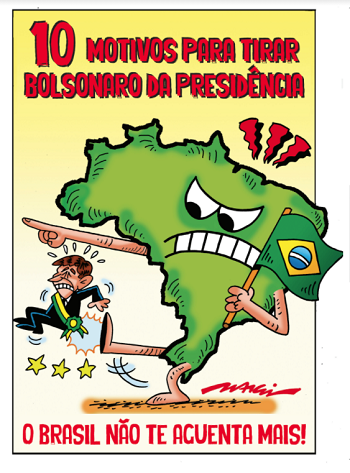 10 MOTIVOS PARA TIRAR
BOLSONARO DA PRESIDÊNCIA
O BRASIL NÃO TE AGUENTA MAIS!